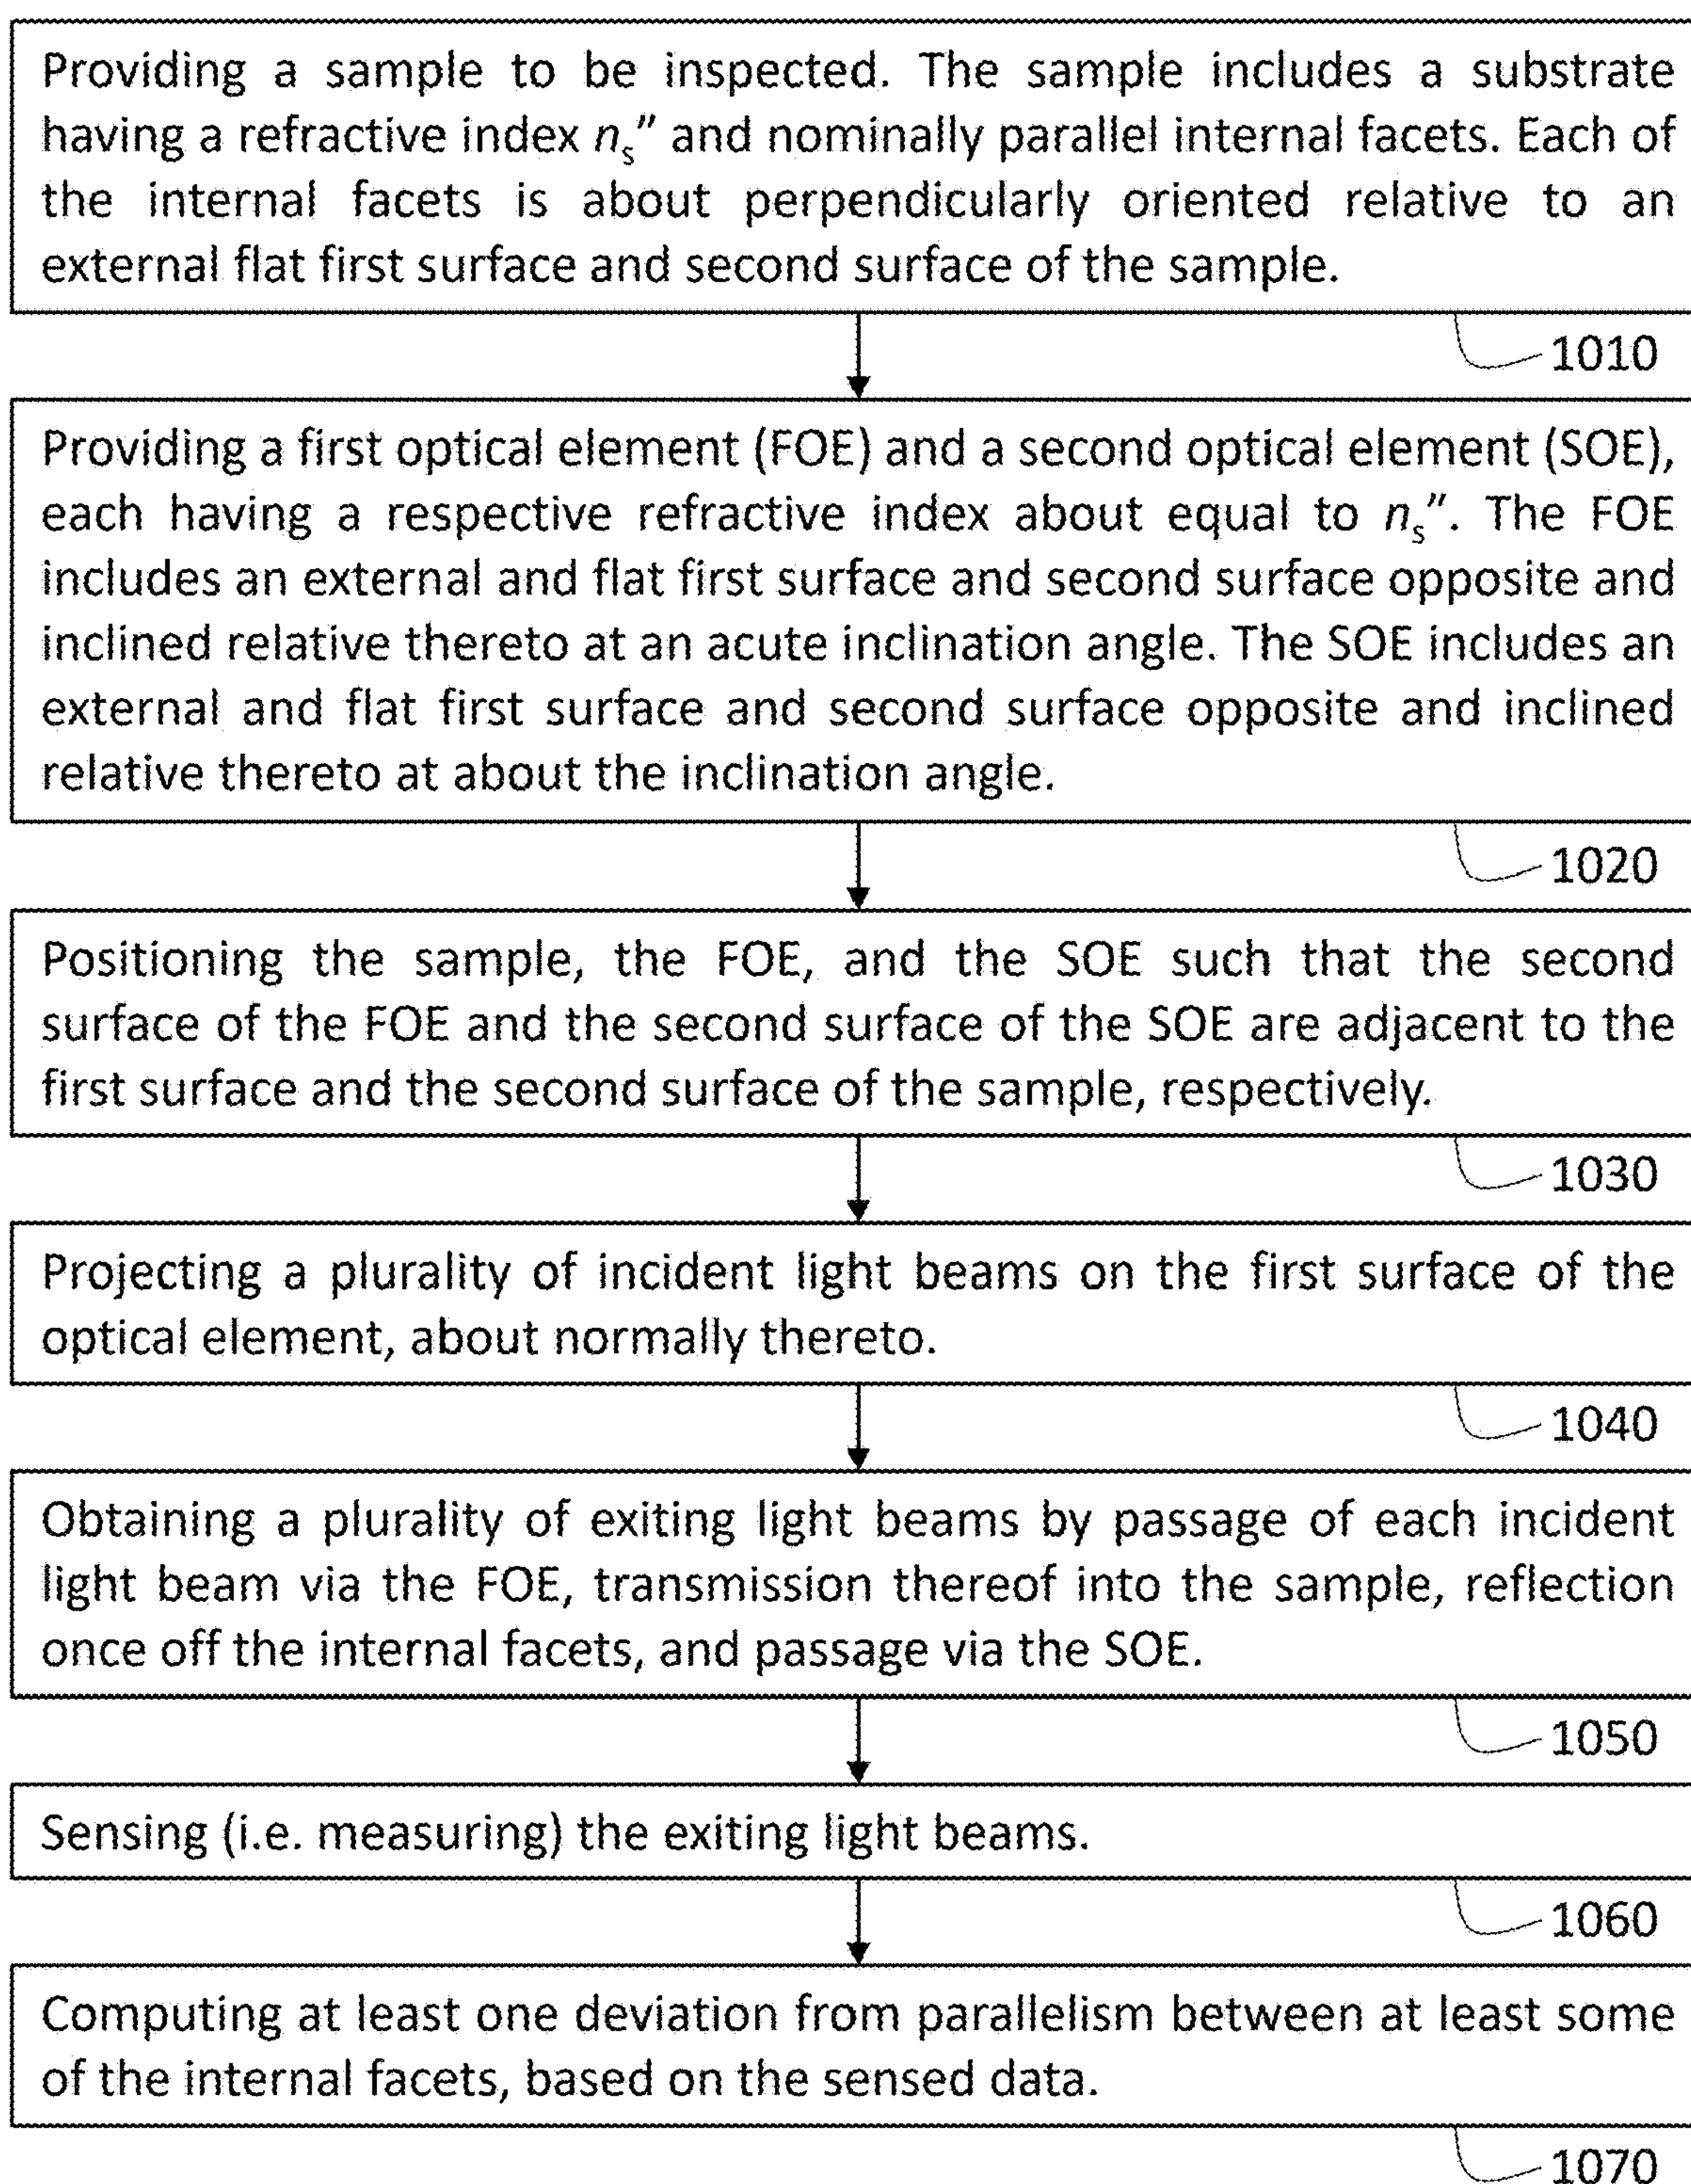 Providing a sample to be inspected. The sample includes a substrate
having a refractive index nₛ″ and nominally parallel internal facets. Each of
the internal facets is about perpendicularly oriented relative to an
external flat first surface and second surface of the sample.
1010
Providing a first optical element (FOE) and a second optical element (SOE),
each having a respective refractive index about equal to nₛ″. The FOE
includes an external and flat first surface and second surface opposite and
inclined relative thereto at an acute inclination angle. The SOE includes an
external and flat first surface and second surface opposite and inclined
relative thereto at about the inclination angle.
1020
Positioning the sample, the FOE, and the SOE such that the second
surface of the FOE and the second surface of the SOE are adjacent to the
first surface and the second surface of the sample, respectively.
1030
Projecting a plurality of incident light beams on the first surface of the
optical element, about normally thereto.
1040
Obtaining a plurality of exiting light beams by passage of each incident
light beam via the FOE, transmission thereof into the sample, reflection
once off the internal facets, and passage via the SOE.
1050
Sensing (i.e. measuring) the exiting light beams.
1060
Computing at least one deviation from parallelism between at least some
of the internal facets, based on the sensed data.
1070